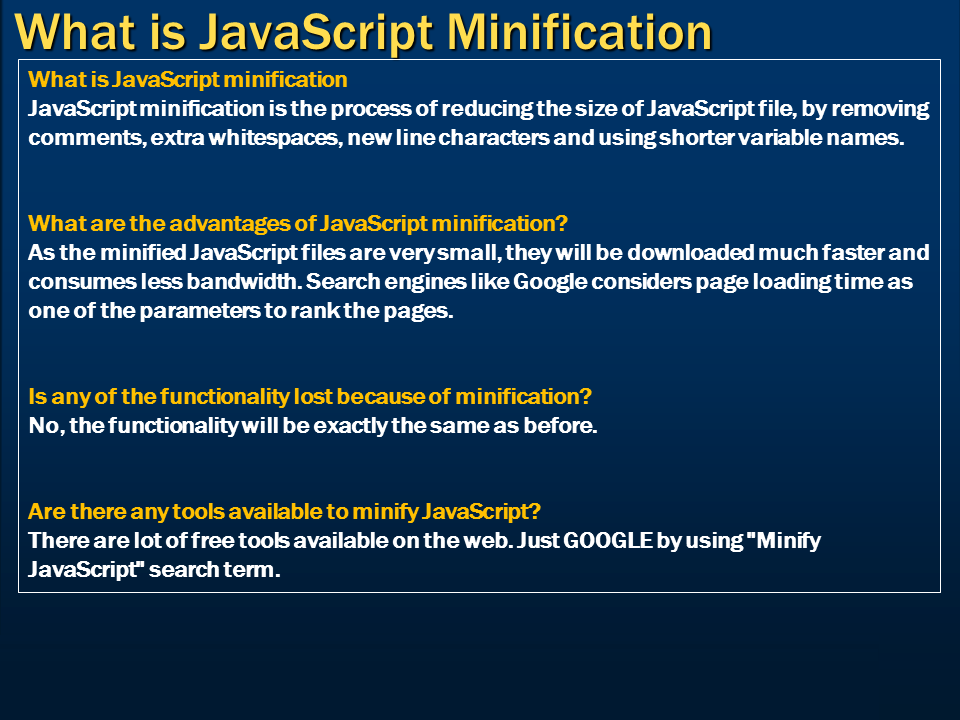 What is JavaScript Minification
What is JavaScript minification
JavaScript minification is the process of reducing the size of JavaScript file, by removing
comments, extra whitespaces, new line characters and using shorter variable names.
What are the advantages of JavaScript minification?
As the minified JavaScript files are very small, they will be downloaded much faster and
consumes less bandwidth. Search engines like Google considers page loading time as
one of the parameters to rank the pages.
Is any of the functionality lost because of minification?
No, the functionality will be exactly the same as before.
Are there any tools available to minify JavaScript?
There are lot of free tools available on the web. Just GOOGLE by using "Minify
JavaScript" search term.